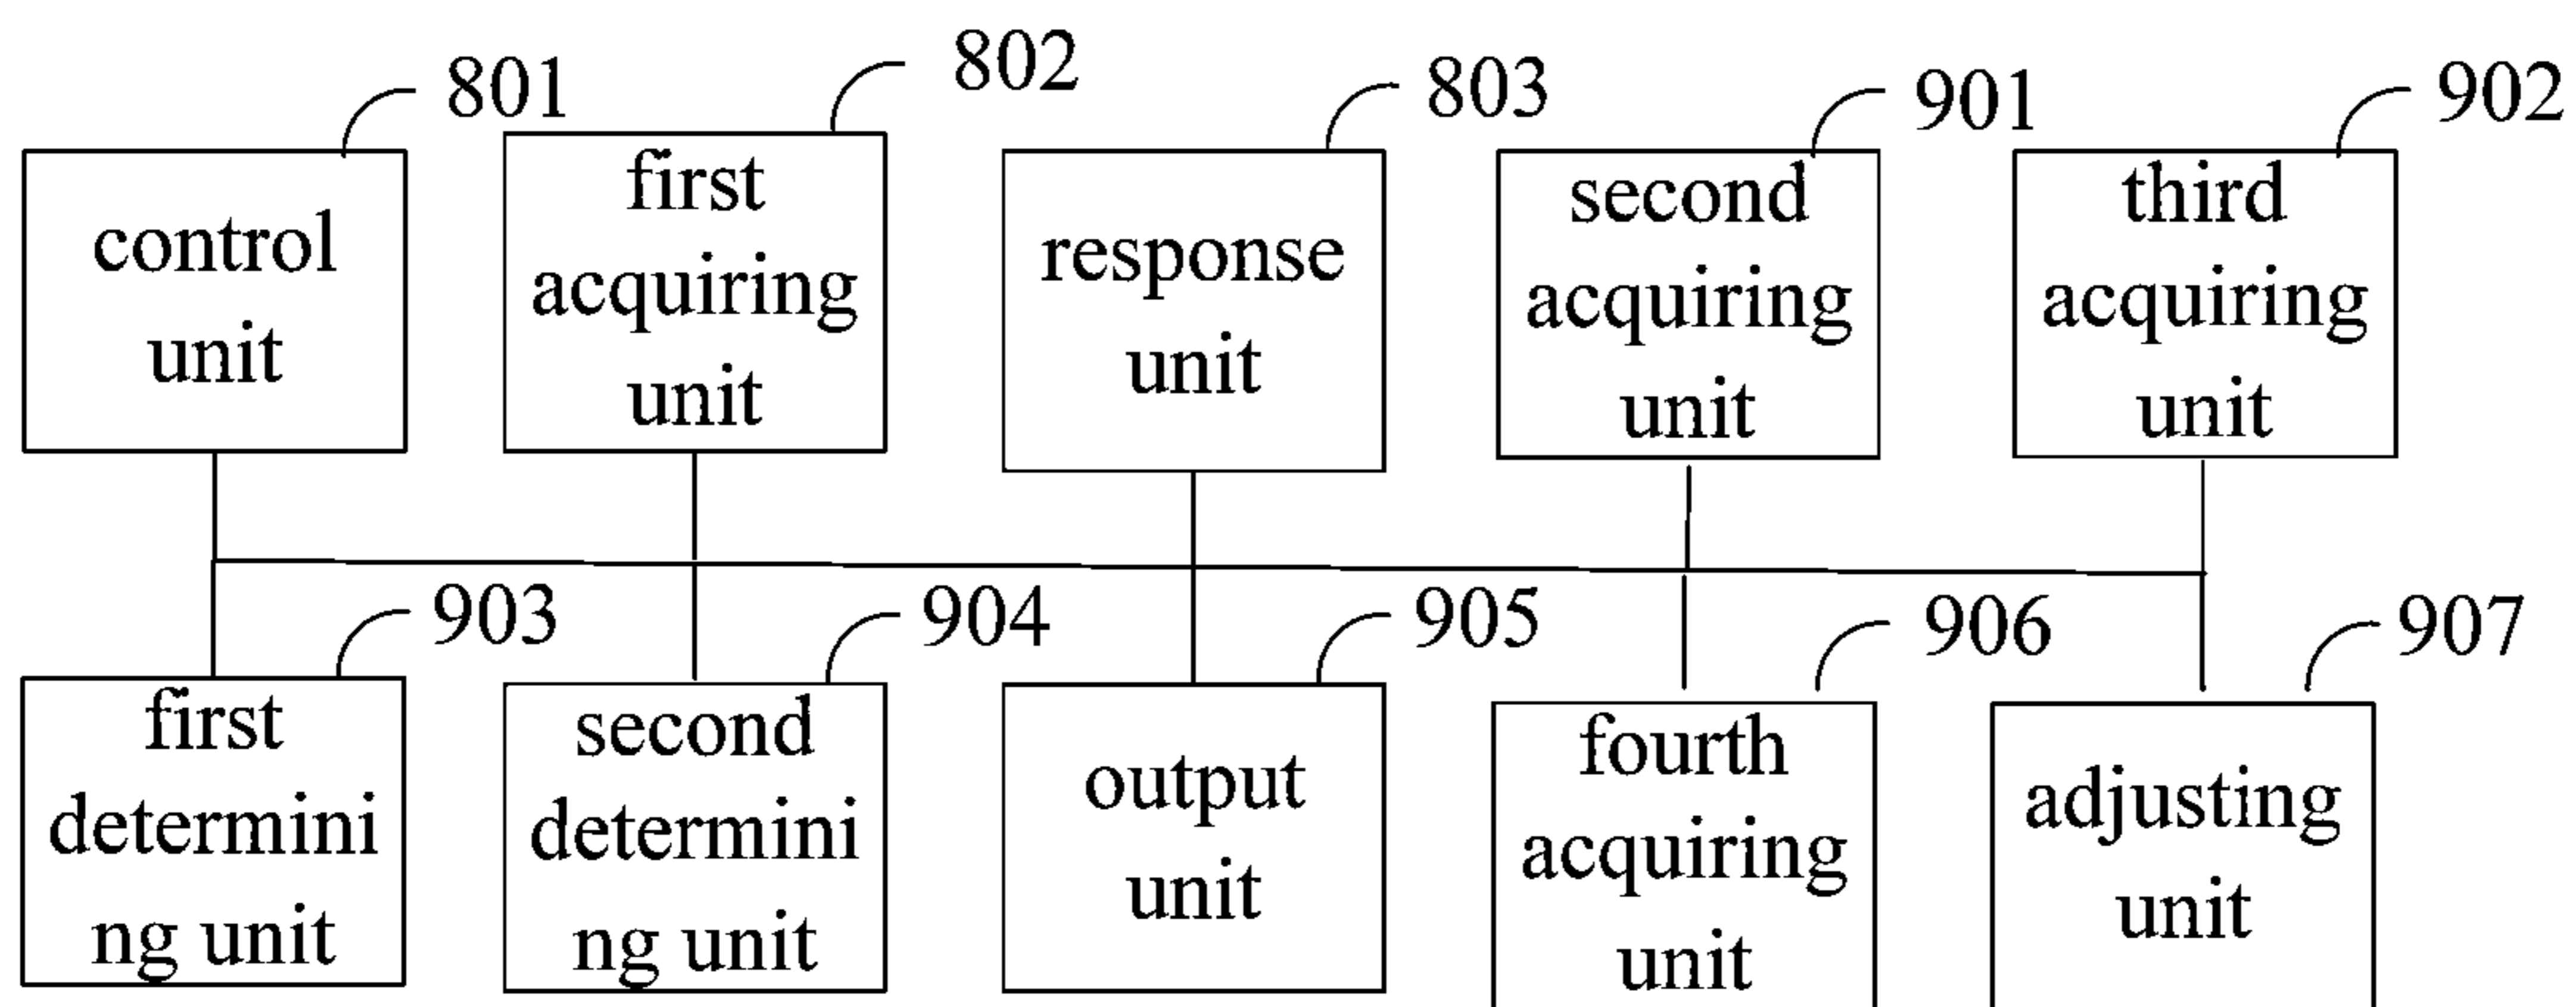 801
control
unit
802
first
acquiring
unit
803
response
unit
901
second
acquiring
unit
902
third
acquiring
unit
903
first
determini
ng unit
904
second
determini
ng unit
905
output
unit
906
fourth
acquiring
unit
907
adjusting
unit